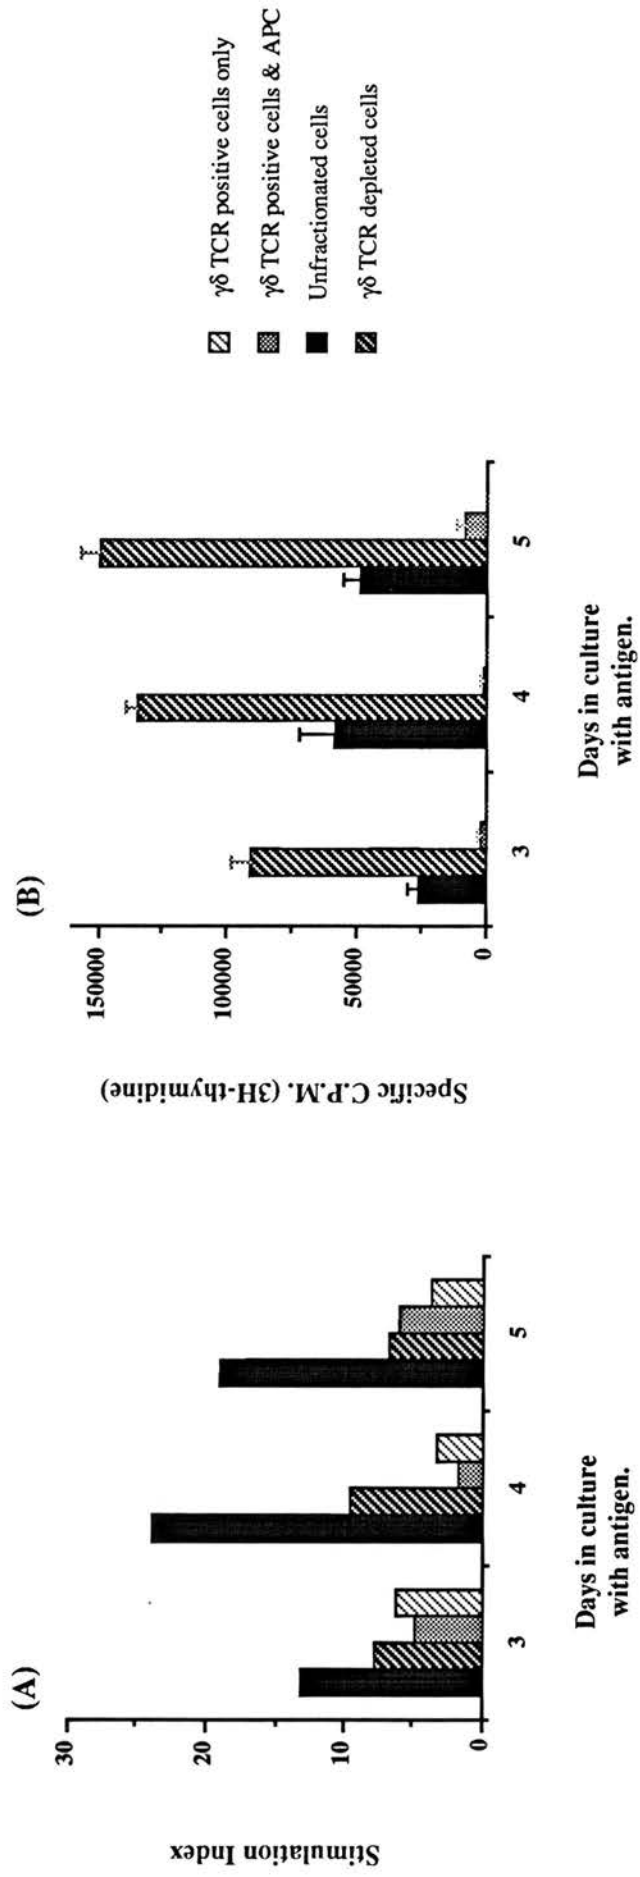 (A)
Stimulation Index
30
20
10
0
3
4
5
Days in culture
with antigen.
(B)
Specific C.P.M. (3H-thymidine)
150000
100000
50000
0
3
4
5
Days in culture
with antigen.
γδ TCR positive cells only
γδ TCR positive cells & APC
Unfractionated cells
γδ TCR depleted cells